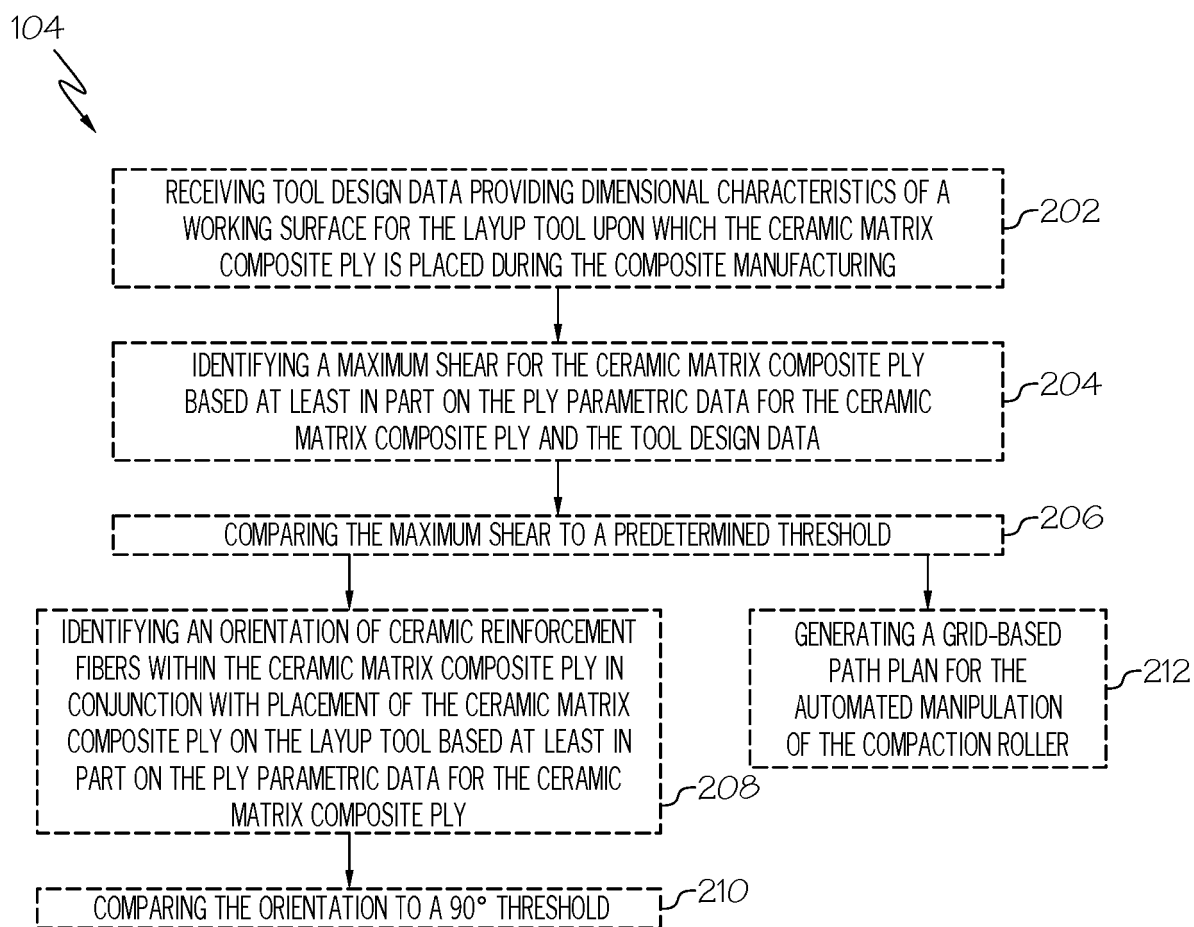 104
RECEIVING TOOL DESIGN DATA PROVIDING DIMENSIONAL CHARACTERISTICS OF A
WORKING SURFACE FOR THE LAYUP TOOL UPON WHICH THE CERAMIC MATRIX
COMPOSITE PLY IS PLACED DURING THE COMPOSITE MANUFACTURING
202
IDENTIFYING A MAXIMUM SHEAR FOR THE CERAMIC MATRIX COMPOSITE PLY
BASED AT LEAST IN PART ON THE PLY PARAMETRIC DATA FOR THE CERAMIC
MATRIX COMPOSITE PLY AND THE TOOL DESIGN DATA
204
COMPARING THE MAXIMUM SHEAR TO A PREDETERMINED THRESHOLD
206
IDENTIFYING AN ORIENTATION OF CERAMIC REINFORCEMENT
FIBERS WITHIN THE CERAMIC MATRIX COMPOSITE PLY IN
CONJUNCTION WITH PLACEMENT OF THE CERAMIC MATRIX
COMPOSITE PLY ON THE LAYUP TOOL BASED AT LEAST IN
PART ON THE PLY PARAMETRIC DATA FOR THE CERAMIC
MATRIX COMPOSITE PLY
208
GENERATING A GRID-BASED
PATH PLAN FOR THE
AUTOMATED MANIPULATION
OF THE COMPACTION ROLLER
212
COMPARING THE ORIENTATION TO A 90° THRESHOLD
210